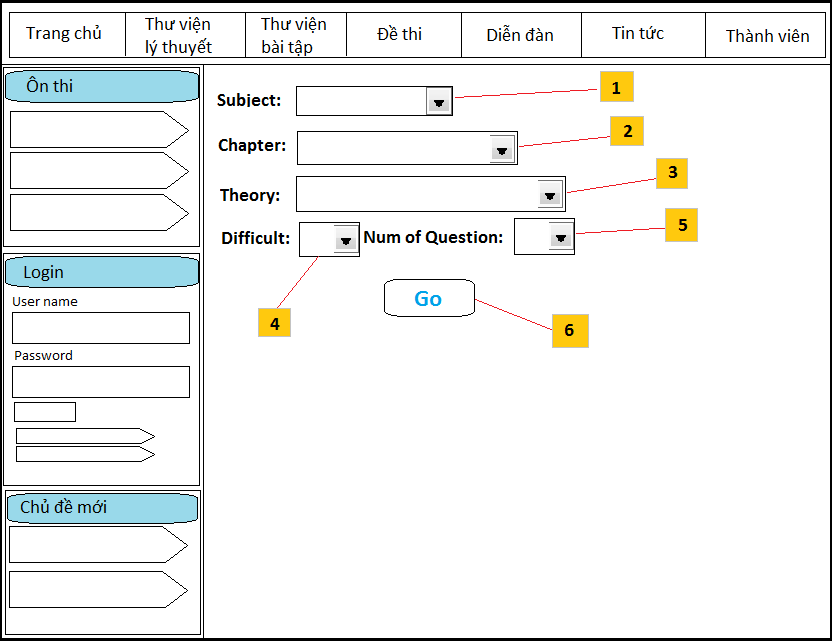 Trang chủ
Thư viện
lý thuyết
Thư viện
bài tập
Đề thi
Diễn đàn
Tin tức
Thành viên
Ôn thi
Subject:
1
Chapter:
2
Theory:
3
Difficult:
Num of Question:
5
4
Go
6
Login
User name
Password
Chủ đề mới